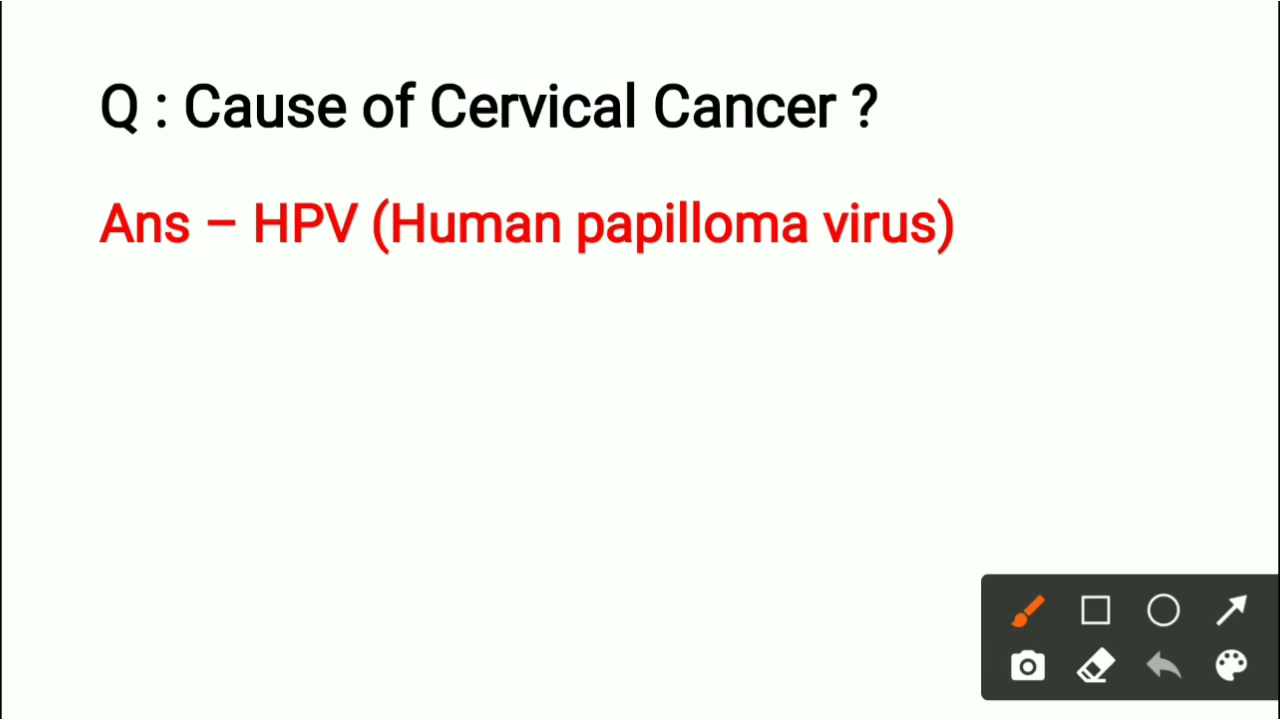 Q : Cause of Cervical Cancer ?
Ans – HPV (Human papilloma virus)